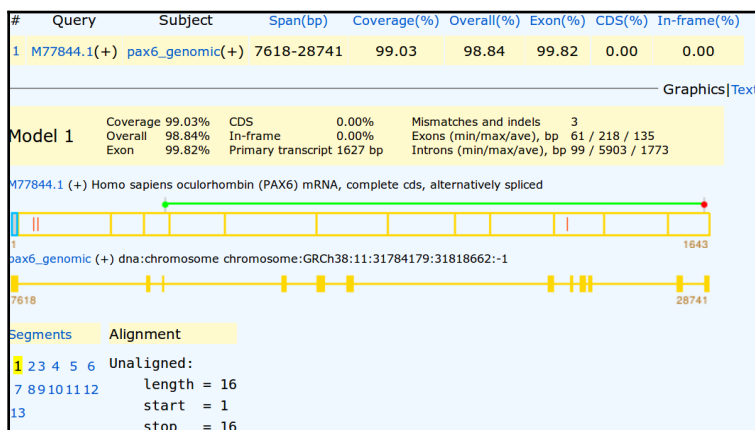 # Query Subject Span(bp) Coverage(%) Overall(%) Exon(%) CDS(%) In-frame(%)
1 M77844.1(+) pax6_genomic(+) 7618-28741 99.03 98.84 99.82 0.00 0.00
Graphics|Text
Model 1
Coverage 99.03% CDS 0.00% Mismatches and indels 3
Overall 98.84% In-frame 0.00% Exons (min/max/ave), bp 61 / 218 / 135
Exon 99.82% Primary transcript 1627 bp Introns (min/max/ave), bp 99 / 5903 / 1773
M77844.1 (+) Homo sapiens oculorhombin (PAX6) mRNA, complete cds, alternatively spliced
1 1643
pax6_genomic (+) dna:chromosome chromosome:GRCh38:11:31784179:31818662:-1
7618 28741
Segments Alignment
1 2 3 4 5 6 Unaligned:
7 8 9 10 11 12 length = 16
13 start = 1
stop = 16